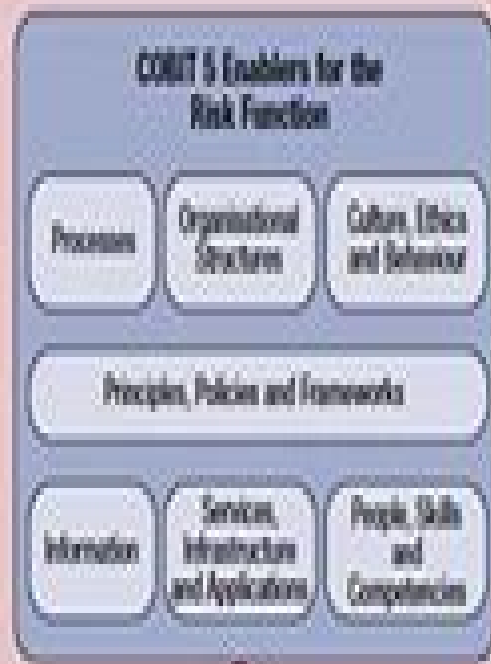 COBIT 5 Enablers for the
Risk Function
Processes
Organisational
Structures
Culture, Ethics
and Behaviour
Principles, Policies and Frameworks
Information
Services,
Infrastructure
and Applications
People, Skills
and
Competencies